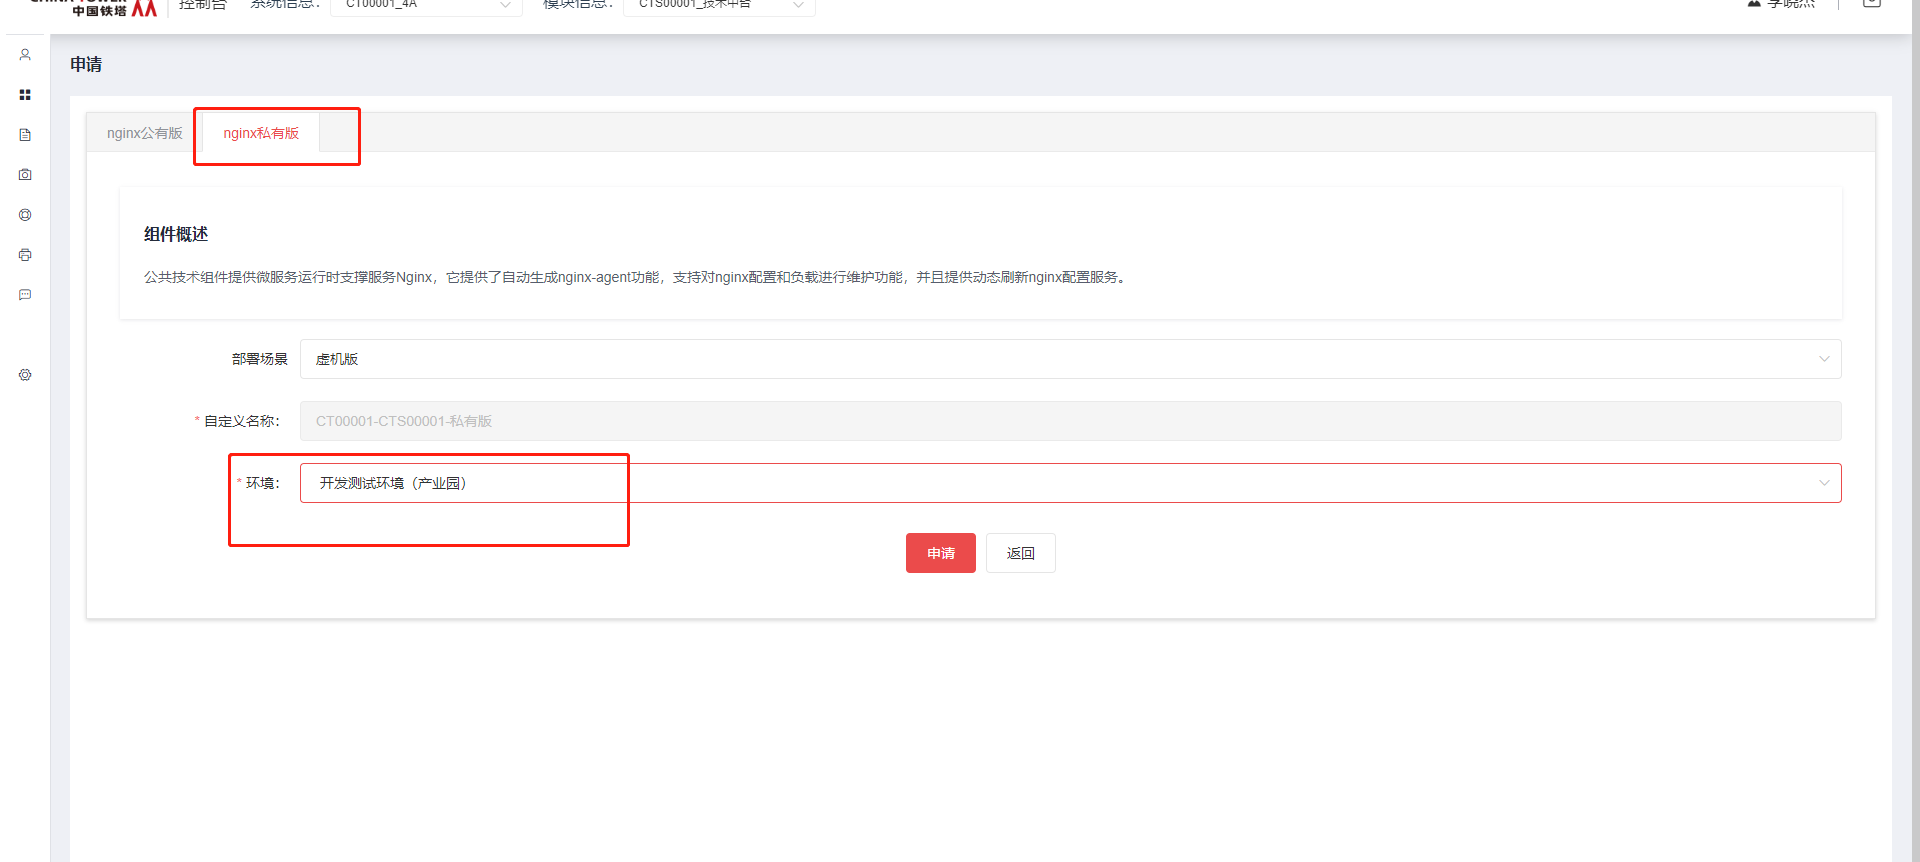 中国铁塔
控制台 系统信息： CT00001_4A 模块信息： CTS00001_技术中台
申请
nginx公有版 nginx私有版
组件概述
公共技术组件提供微服务运行时支撑服务Nginx，它提供了自动生成nginx-agent功能，支持对nginx配置和负载进行维护功能，并且提供动态刷新nginx配置服务。
部署场景 虚机版
* 自定义名称： CT00001-CTS00001-私有版
* 环境： 开发测试环境（产业园）
申请 返回